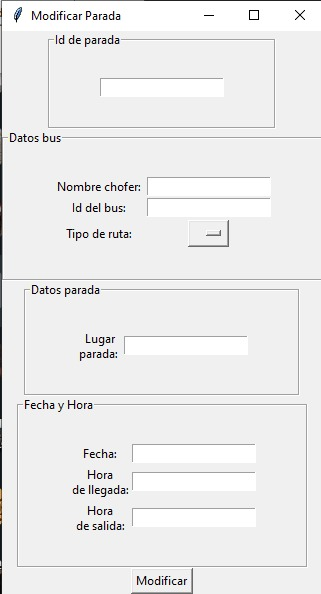 Modificar Parada
Id de parada
Datos bus
Nombre chofer:
Id del bus:
Tipo de ruta:
Datos parada
Lugar
parada:
Fecha y Hora
Fecha:
Hora
de llegada:
Hora
de salida:
Modificar